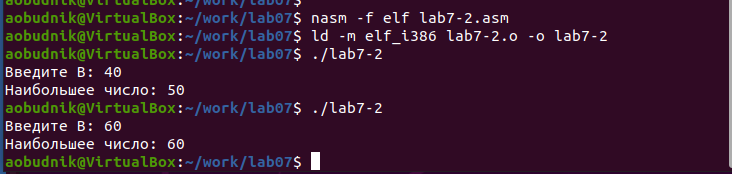 aobudnik@VirtualBox:~/work/lab07$
aobudnik@VirtualBox:~/work/lab07$ nasm -f elf lab7-2.asm
aobudnik@VirtualBox:~/work/lab07$ ld -m elf_i386 lab7-2.o -o lab7-2
aobudnik@VirtualBox:~/work/lab07$ ./lab7-2
Введите B: 40
Наибольшее число: 50
aobudnik@VirtualBox:~/work/lab07$ ./lab7-2
Введите B: 60
Наибольшее число: 60
aobudnik@VirtualBox:~/work/lab07$